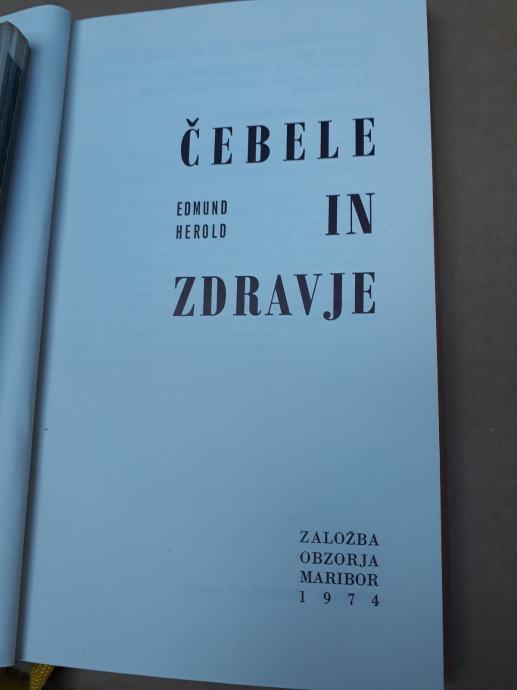 ČEBELE
EDMUND
HEROLD
IN
ZDRAVJE
ZALOŽBA
OBZORJA
MARIBOR
1974